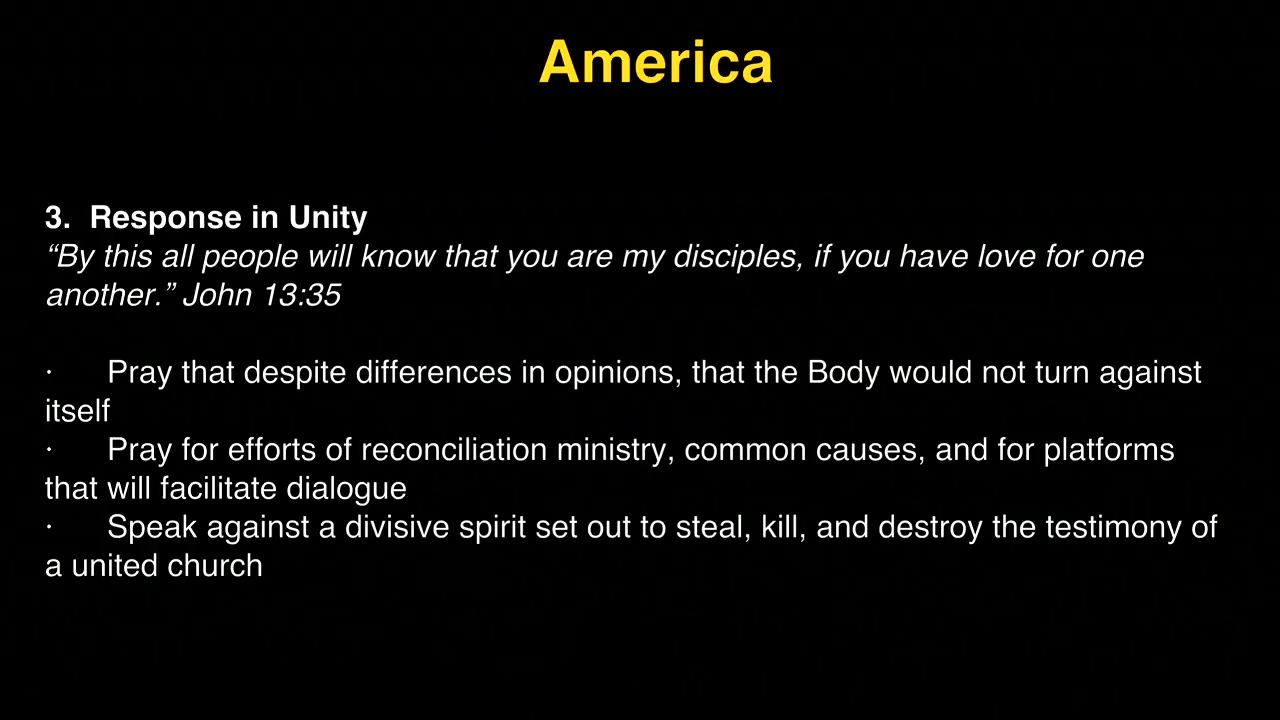 America
3.  Response in Unity
“By this all people will know that you are my disciples, if you have love for one
another.” John 13:35
·       Pray that despite differences in opinions, that the Body would not turn against
itself
·       Pray for efforts of reconciliation ministry, common causes, and for platforms
that will facilitate dialogue
·       Speak against a divisive spirit set out to steal, kill, and destroy the testimony of
a united church